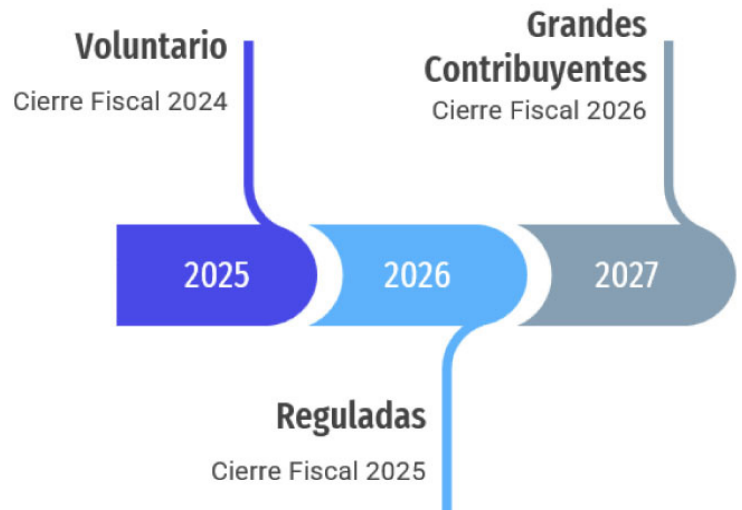 Voluntario
Cierre Fiscal 2024
Grandes
Contribuyentes
Cierre Fiscal 2026
2025
2026
2027
Reguladas
Cierre Fiscal 2025